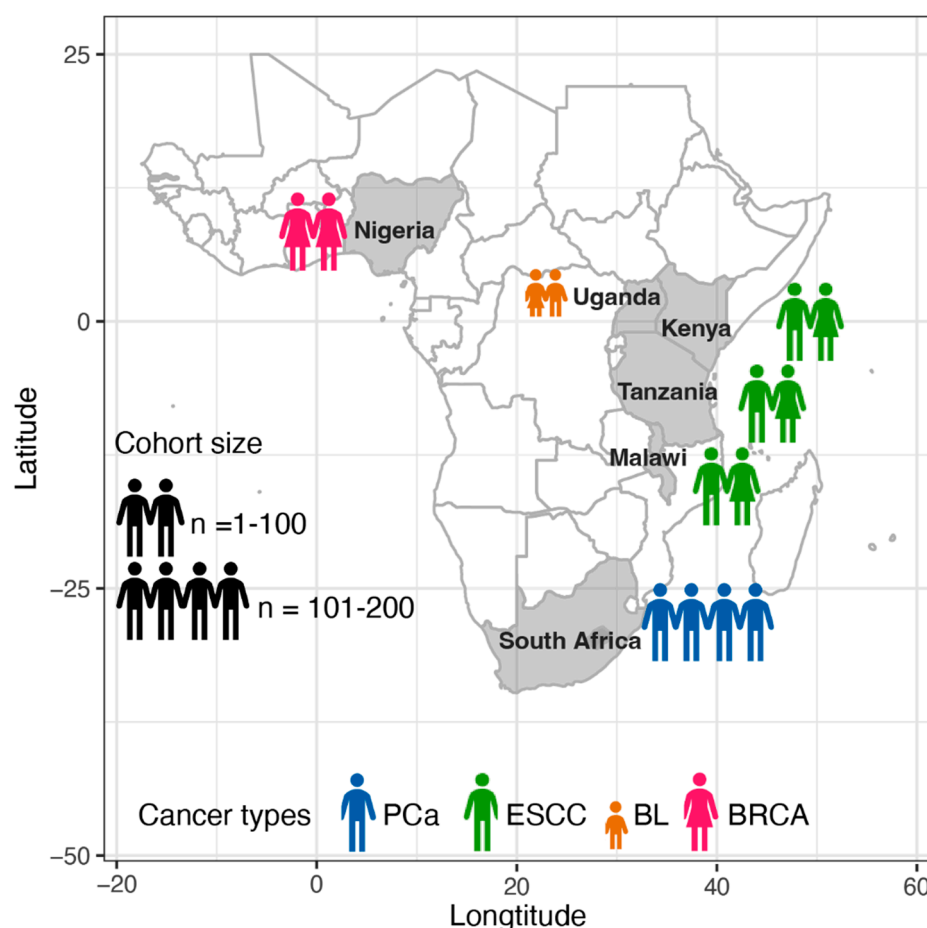 25
Nigeria
Uganda
0
Kenya
Tanzania
Cohort size
Malawi
n =1-100
−25
n = 101-200
South Africa
Cancer types PCa ESCC BL BRCA
−50
−20 0 20 40 60
Longtitude
Latitude